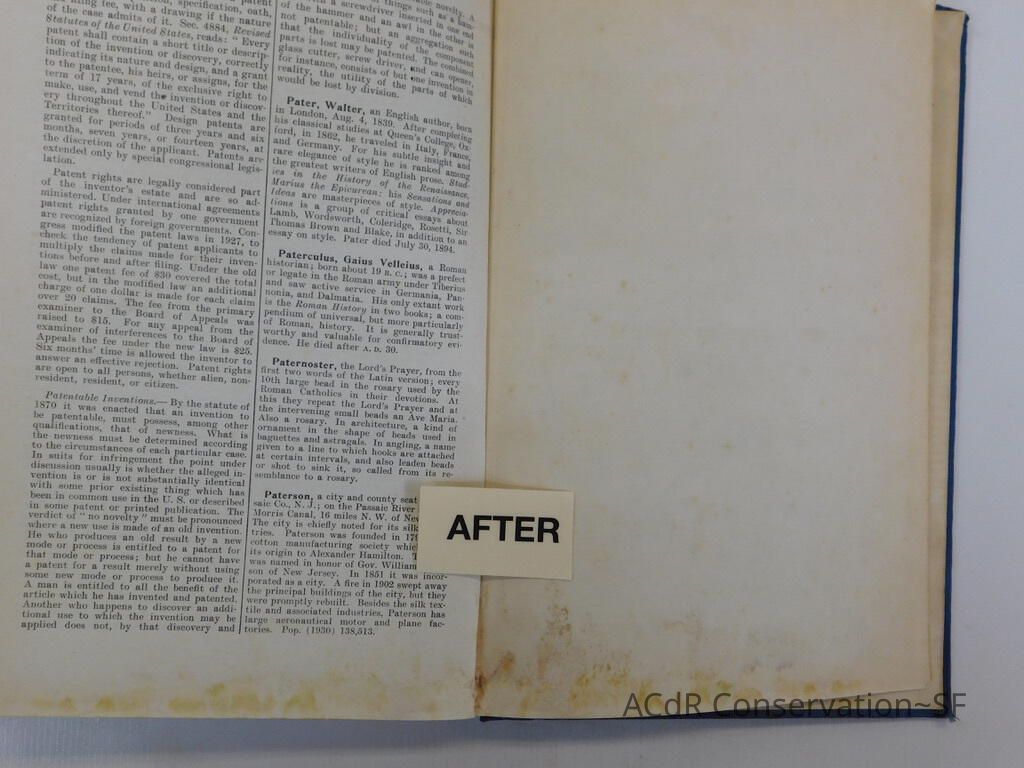 filing fee, with a drawing if the nature
of the case admits of it. Sec. 4884, Revised
Statutes of the United States, reads: "Every
patent shall contain a short title or descrip-
tion of the invention or discovery, correctly
indicating its nature and design, and a grant
to the patentee, his heirs, or assigns, for the
term of 17 years, of the exclusive right to
make, use, and vend the invention or discov-
ery throughout the United States and the
Territories thereof." Design patents are
granted for periods of three years and six
months, seven years, or fourteen years, at
the discretion of the applicant. Patents are
extended only by special congressional legis-
lation.
Patent rights are legally considered part
of the inventor's estate and are so ad-
ministered. Under international agreements
patent rights granted by one government
are recognized by foreign governments. Con-
gress modified the patent laws in 1927, to
check the tendency of patent applicants to
multiply the claims made for their inven-
tions before and after filing. Under the old
law one patent fee of $30 covered the total
cost, but in the modified law an additional
charge of one dollar is made for each claim
over 20 claims. The fee from the primary
examiner to the Board of Appeals was
raised to $15. For any appeal from the
examiner of interferences to the Board of
Appeals the fee under the new law is $25.
Six months' time is allowed the inventor to
answer an effective rejection. Patent rights
are open to all persons, whether alien, non-
resident, resident, or citizen.
Patentable Inventions.— By the statute of
1870 it was enacted that an invention to
be patentable, must possess, among other
qualifications, that of newness. What is
the newness must be determined according
to the circumstances of each particular case.
In suits for infringement the point under
discussion usually is whether the alleged in-
vention is or is not substantially identical
with some prior existing thing which has
been in common use in the U. S. or described
in some patent or printed publication. The
verdict of "no novelty" must be pronounced
where a new use is made of an old invention.
He who produces an old result by a new
mode or process is entitled to a patent for
that mode or process; but he cannot have
a patent for a result merely without using
some new mode or process to produce it.
A man is entitled to all the benefit of the
article which he has invented and patented.
Another who happens to discover an addi-
tional use to which the invention may be
applied does not, by that discovery and
with a screwdriver inserted in one end
of the hammer and an awl in the other is
not patentable; but an aggregation such
that the individuality of the component
parts is lost may be patented. The combined
glass cutter, screw driver, and can opener,
for instance, consists of but one invention in
reality, the utility of the parts of which
would be lost by division.
Pater, Walter, an English author, born
in London, Aug. 4, 1839. After completing
his classical studies at Queen's College, Ox-
ford, in 1862, he traveled in Italy, France,
and Germany. For his subtle insight and
rare elegance of style he is ranked among
the greatest writers of English prose. Stud-
ies in the History of the Renaissance,
Marius the Epicurean; his Sensations and
Ideas are masterpieces of style. Apprecia-
tions is a group of critical essays about
Lamb, Wordsworth, Coleridge, Rosetti, Sir
Thomas Brown and Blake, in addition to an
essay on style. Pater died July 30, 1894.
Paterculus, Gaius Velleius, a Roman
historian; born about 19 B. C.; was a prefect
or legate in the Roman army under Tiberius
and saw active service in Germania, Pan-
nonia, and Dalmatia. His only extant work
is the Roman History in two books; a com-
pendium of universal, but more particularly
of Roman, history. It is generally trust-
worthy and valuable for confirmatory evi-
dence. He died after A. D. 30.
Paternoster, the Lord's Prayer, from the
first two words of the Latin version; every
10th large bead in the rosary used by the
Roman Catholics in their devotions. At
this they repeat the Lord's Prayer and at
the intervening small beads an Ave Maria.
Also a rosary. In architecture, a kind of
ornament in the shape of beads used in
baguettes and astragals. In angling, a name
given to a line to which hooks are attached
at certain intervals, and also leaden beads
or shot to sink it, so called from its re-
semblance to a rosary.
Paterson, a city and county seat
saic Co., N. J.; on the Passaic River
Morris Canal, 16 miles N. W. of New
The city is chiefly noted for its silk
tries. Paterson was founded in 179
cotton manufacturing society which
its origin to Alexander Hamilton.
was named in honor of Gov. William
son of New Jersey. In 1851 it was incor-
porated as a city. A fire in 1902 swept away
the principal buildings of the city, but they
were promptly rebuilt. Besides the silk tex-
tile and associated industries, Paterson has
large aeronautical motor and plane fac-
tories. Pop. (1930) 138,513.
AFTER
ACdR Conservation~SF